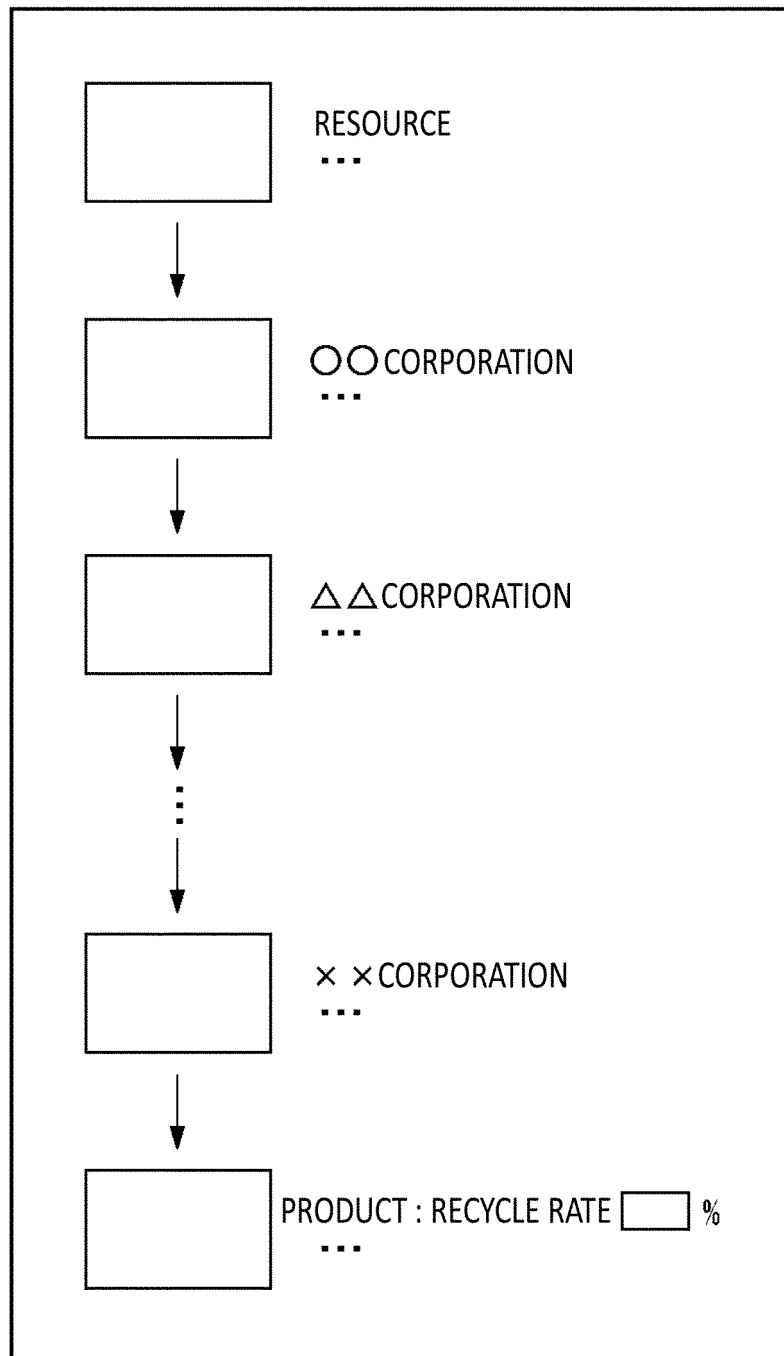 RESOURCE
...
○○CORPORATION
...
△△CORPORATION
...
⋮
× ×CORPORATION
...
PRODUCT : RECYCLE RATE □ %
...